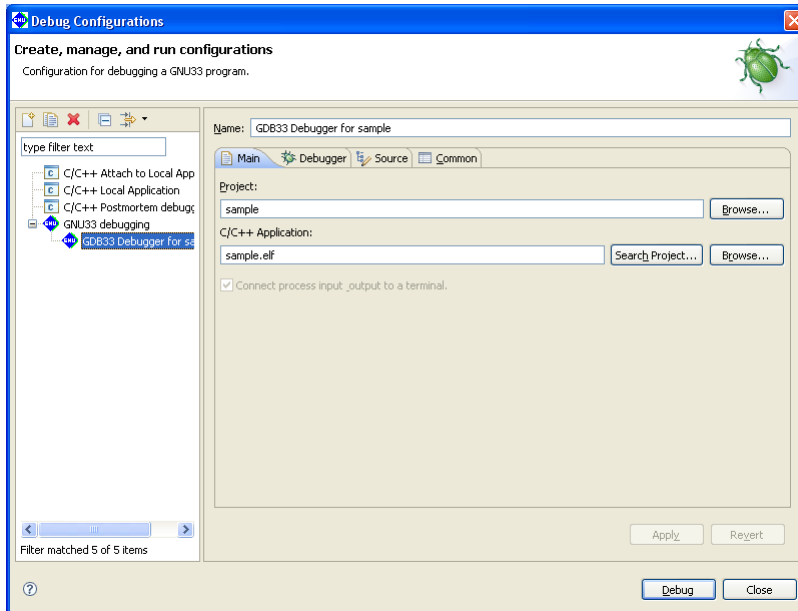 Debug Configurations
Create, manage, and run configurations
Configuration for debugging a GNU33 program.
type filter text
C/C++ Attach to Local App
C/C++ Local Application
C/C++ Postmortem debugg
GNU33 debugging
GDB33 Debugger for sa
Filter matched 5 of 5 items
Name: GDB33 Debugger for sample
Main Debugger Source Common
Project:
sample Browse...
C/C++ Application:
sample.elf Search Project... Browse...
Connect process input _output to a terminal.
Apply Revert
Debug Close